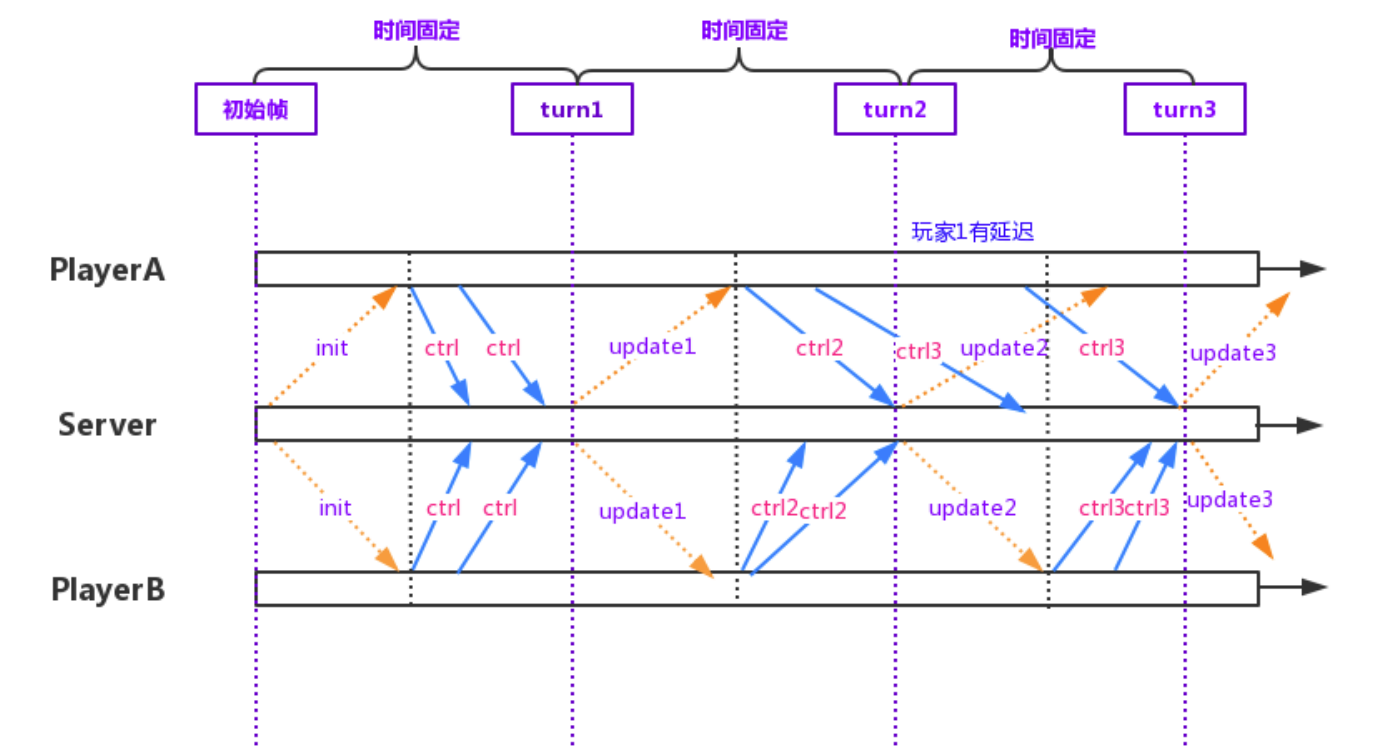 时间固定
时间固定
时间固定
初始帧
turn1
turn2
turn3
玩家1有延迟
PlayerA
init
ctrl
ctrl
update1
ctrl2
ctrl3
update2
ctrl3
update3
Server
init
ctrl
ctrl
update1
ctrl2
ctrl2
update2
ctrl3
ctrl3
update3
PlayerB